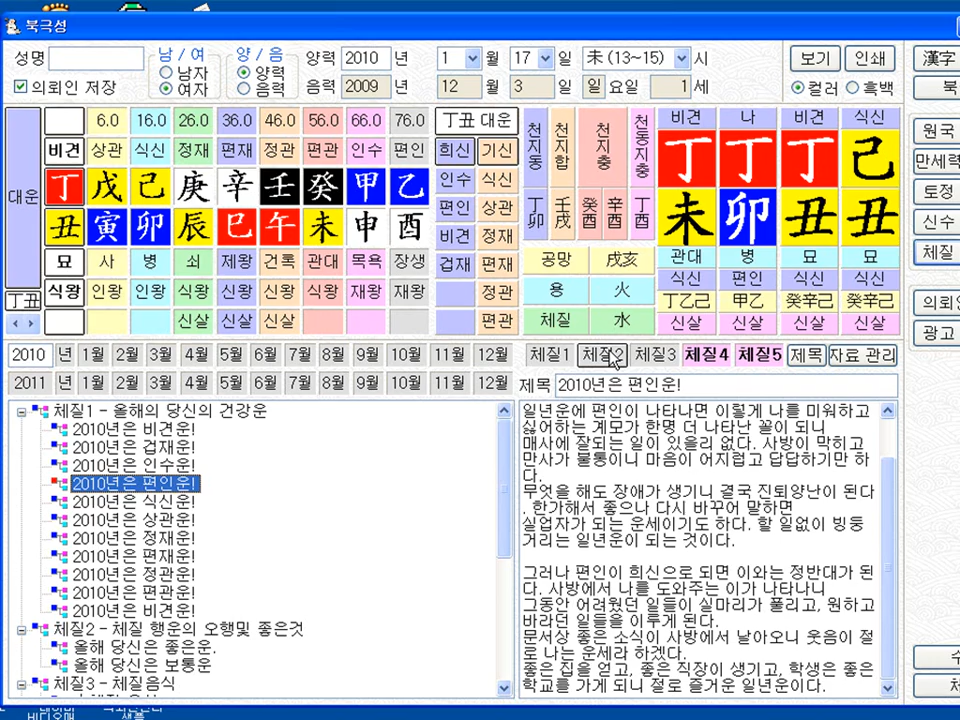 북극성
성명 남 / 여 양 / 음 양력 2010 년 1 월 17 일 未 (13~15) 시 보기 인쇄 漢字
남자 양력
의뢰인 저장 여자 음력 음력 2009 년 12 월 3 일 일 요일 1 세 컬러 흑백 북
대운 6.0 16.0 26.0 36.0 46.0 56.0 66.0 76.0 丁丑 대운 천지동 천지합 천지충 천동지충 비견 나 비견 식신
비견 상관 식신 정재 편재 정관 편관 인수 편인 희신 기신 丁 丁 丁 己 원국
丁 戊 己 庚 辛 壬 癸 甲 乙 인수 식신 만세력
丑 寅 卯 辰 巳 午 未 申 酉 편인 상관 丁卯 壬戌 癸酉 辛酉 丁酉 未 卯 丑 丑 토정
비견 정재 신수
묘 사 병 쇠 제왕 건록 관대 목욕 장생 겁재 편재 공망 戌亥 관대 병 묘 묘 체질
식신 편인 식신 식신
식왕 인왕 인왕 식왕 신왕 신왕 식왕 재왕 재왕 정관 용 火 丁乙己 甲乙 癸辛己 癸辛己
丁丑 신살 신살 신살 편관 체질 水 신살 신살 신살 신살 의뢰인
광고
2010 년 1월 2월 3월 4월 5월 6월 7월 8월 9월 10월 11월 12월 체질1 체질2 체질3 체질4 체질5 제목 자료 관리
2011 년 1월 2월 3월 4월 5월 6월 7월 8월 9월 10월 11월 12월 제목 2010년은 편인운!
체질1 - 올해의 당신의 건강운
2010년은 비견운!
2010년은 겁재운!
2010년은 인수운!
2010년은 편인운!
2010년은 식신운!
2010년은 상관운!
2010년은 정재운!
2010년은 편재운!
2010년은 정관운!
2010년은 편관운!
2010년은 비견운!
체질2 - 체질 행운의 오행및 좋은것
올해 당신은 좋은운.
올해 당신은 보통운
체질3 - 체질음식
일년운에 편인이 나타나면 이렇게 나를 미워하고
싫어하는 계모가 한명 더 나타난 꼴이 되니
매사에 잘되는 일이 있을리 없다. 사방이 막히고
만사가 불통이니 마음이 어지럽고 답답하기만 하
다.
무엇을 해도 장애가 생기니 결국 진퇴양난이 된다
. 한가해서 좋으나 다시 바꾸어 말하면
실업자가 되는 운세이기도 하다. 할 일없이 빙둥
거리는 일년운이 되는 것이다.
그러나 편인이 희신으로 되면 이와는 정반대가 된
다. 사방에서 나를 도와주는 이가 나타나니
그동안 어려웠던 일들이 실마리가 풀리고, 원하고
바라던 일들을 이루게 된다.
문서상 좋은 소식이 사방에서 날아오니 웃음이 절
로 나는 운세라 하겠다.
좋은 집을 얻고, 좋은 직장이 생기고, 학생은 좋은
학교를 가게 되니 절로 즐거운 일년운이다.